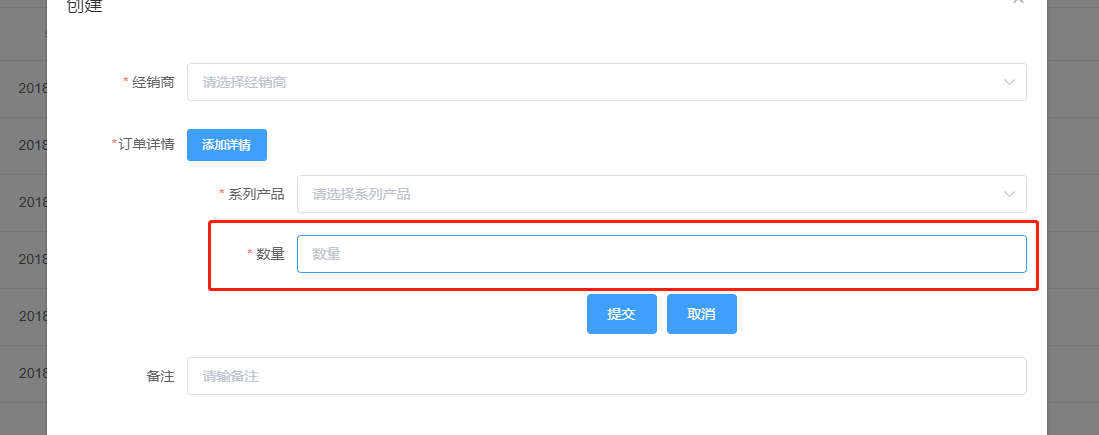 创建
2018
* 经销商 请选择经销商
2018
*订单详情 添加详情
* 系列产品 请选择系列产品
2018
* 数量 数量
2018
提交 取消
2018
备注 请输备注
2018